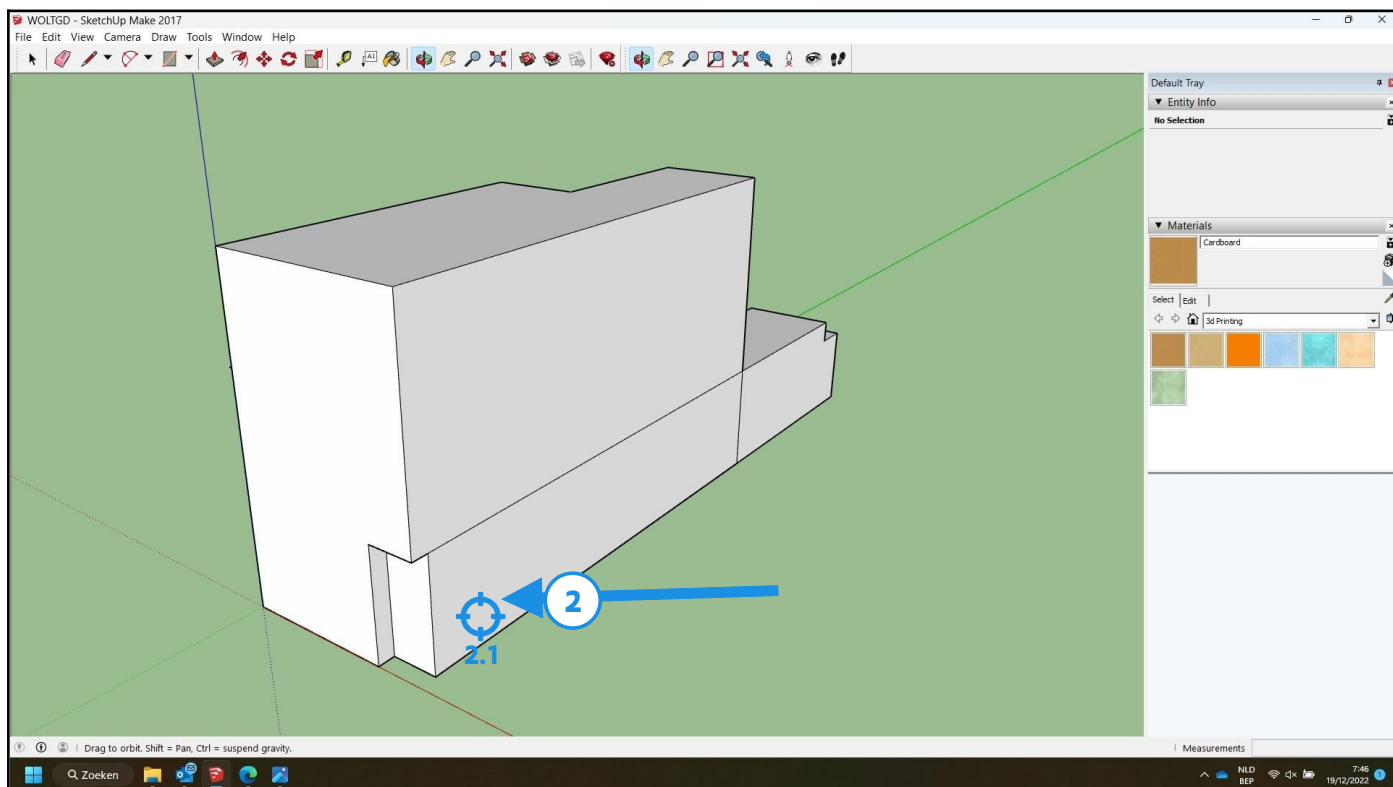 WOLTGD - SketchUp Make 2017
File Edit View Camera Draw Tools Window Help
A1
Default Tray
▼ Entity Info
No Selection
▼ Materials
Cardboard
Select Edit
3d Printing
2
2.1
Drag to orbit. Shift = Pan, Ctrl = suspend gravity.
Measurements
Zoeken
NLD
BEP
7:46
19/12/2022
1